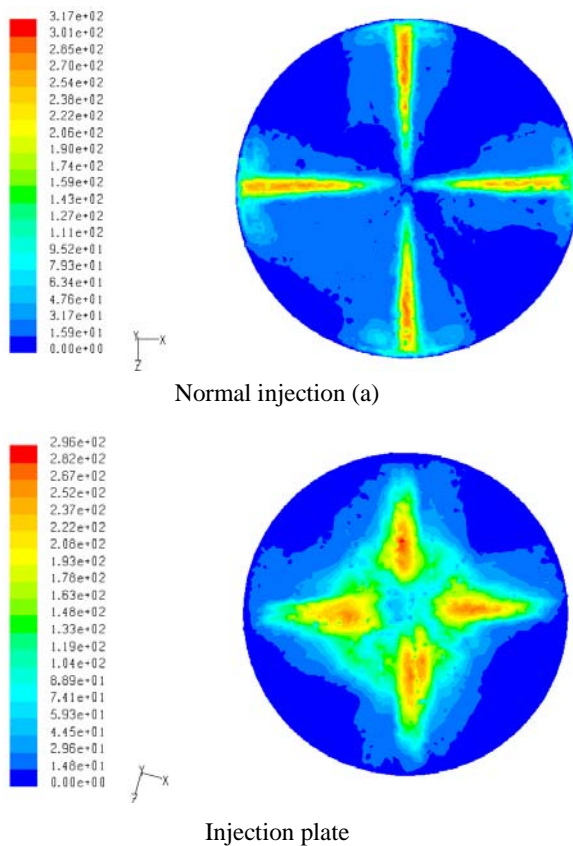 3.17e+02
3.01e+02
2.85e+02
2.70e+02
2.54e+02
2.38e+02
2.22e+02
2.06e+02
1.90e+02
1.74e+02
1.59e+02
1.43e+02
1.27e+02
1.11e+02
9.52e+01
7.93e+01
6.34e+01
4.76e+01
3.17e+01
1.59e+01
0.00e+00
Y X
Z
Normal injection (a)
2.96e+02
2.82e+02
2.67e+02
2.52e+02
2.37e+02
2.22e+02
2.08e+02
1.93e+02
1.78e+02
1.63e+02
1.48e+02
1.33e+02
1.19e+02
1.04e+02
8.89e+01
7.41e+01
5.93e+01
4.45e+01
2.96e+01
1.48e+01
0.00e+00
Y X
Z
Injection plate